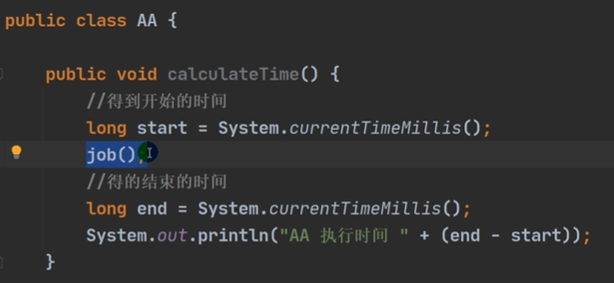 public class AA {
public void calculateTime() {
//得到开始的时间
long start = System.currentTimeMillis();
job();
//得的结束的时间
long end = System.currentTimeMillis();
System.out.println("AA 执行时间 " + (end - start));
}